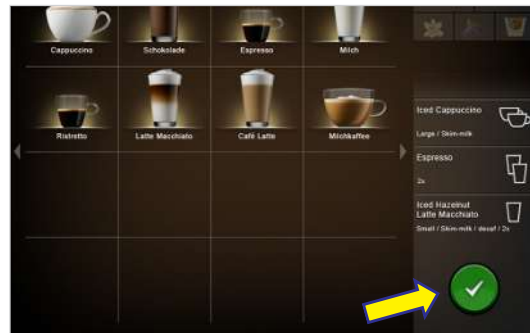 Cappuccino Schokolade Espresso Milch
Ristretto Latte Macchiato Café Latte Milchkaffee
Iced Cappuccino
Large / Skim-milk
Espresso
2x
Iced Hazelnut
Latte Macchiato
Small / Skim-milk / decaf / 2x